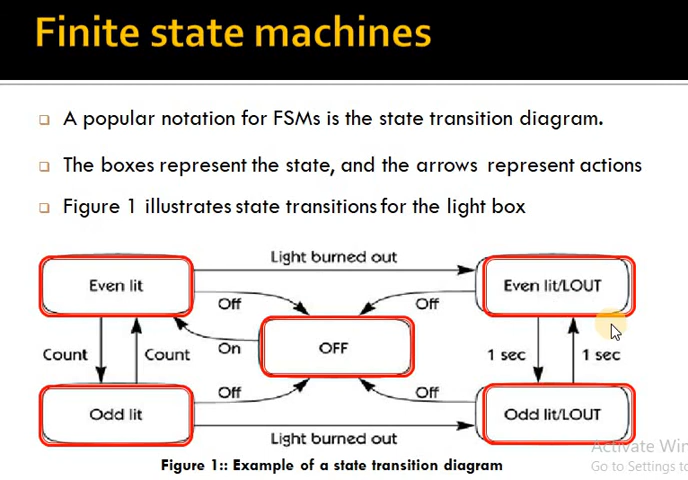 Finite state machines
A popular notation for FSMs is the state transition diagram.
The boxes represent the state, and the arrows represent actions
Figure 1 illustrates state transitions for the light box
Light burned out
Even lit
Even lit/LOUT
Off
Off
Count
Count
On
OFF
1 sec
1 sec
Off
Off
Odd lit
Odd lit/LOUT
Light burned out
Activate Win
Figure 1:: Example of a state transition diagram
Go to Settings to